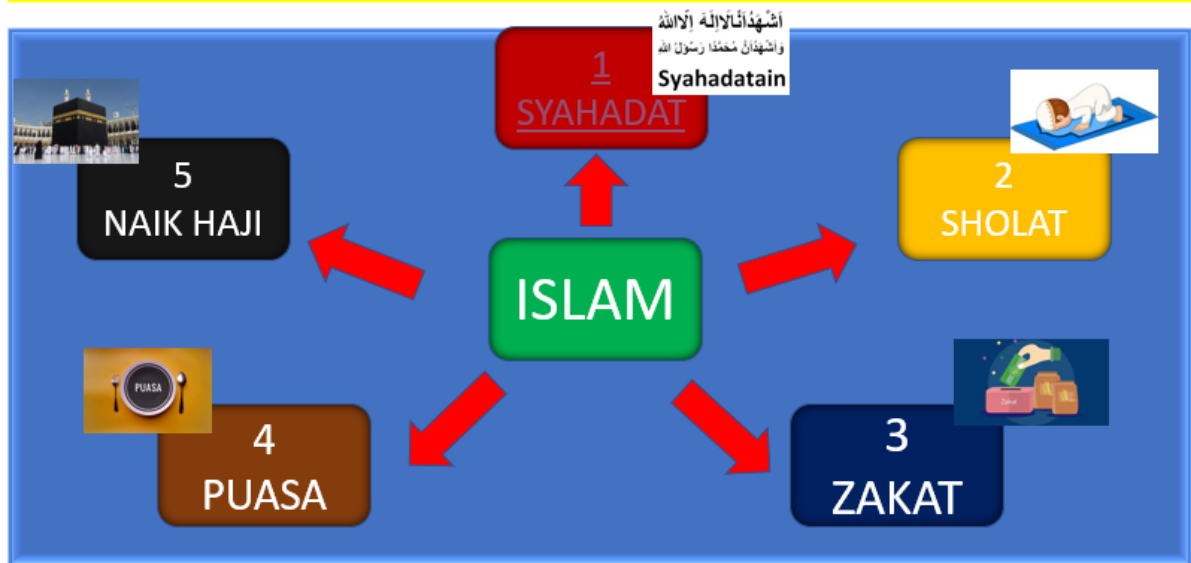 أَشْهَدُ أَنْ لَا إِلَهَ إِلَّا اللهُ
وَأَشْهَدُ أَنَّ مُحَمَّدًا رَسُوْلُ اللهِ
Syahadatain
1
SYAHADAT
2
SHOLAT
3
ZAKAT
Zakat
4
PUASA
PUASA
5
NAIK HAJI
ISLAM